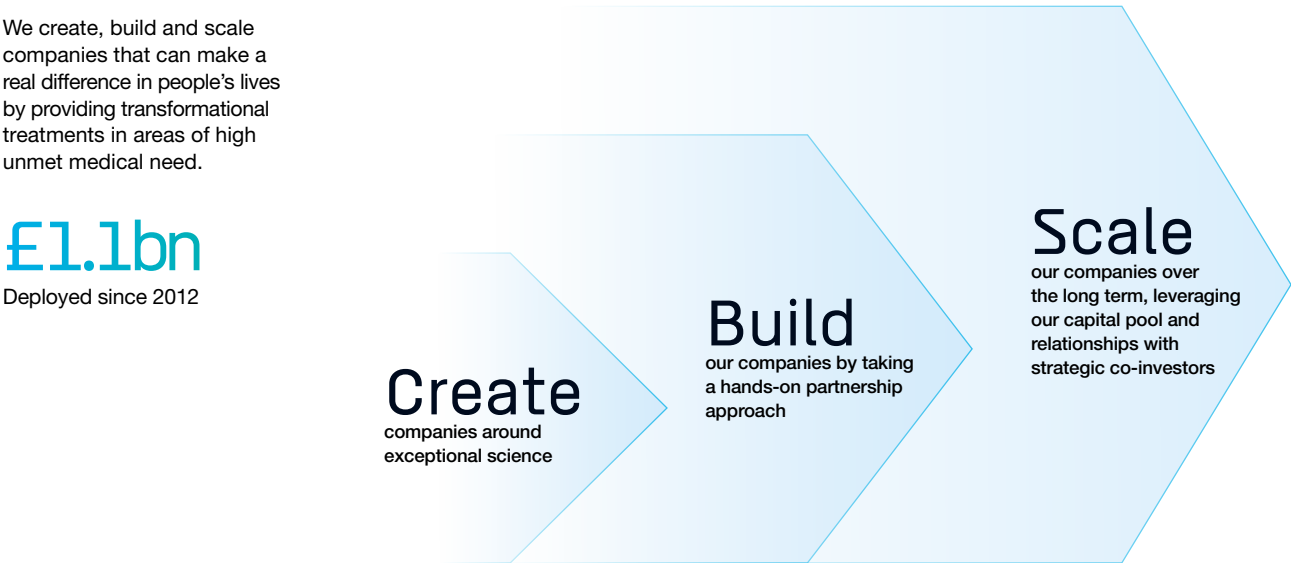 We create, build and scale
companies that can make a
real difference in people’s lives
by providing transformational
treatments in areas of high
unmet medical need.
£1.1bn
Deployed since 2012
Create
companies around
exceptional science
Build
our companies by taking
a hands-on partnership
approach
Scale
our companies over
the long term, leveraging
our capital pool and
relationships with
strategic co-investors